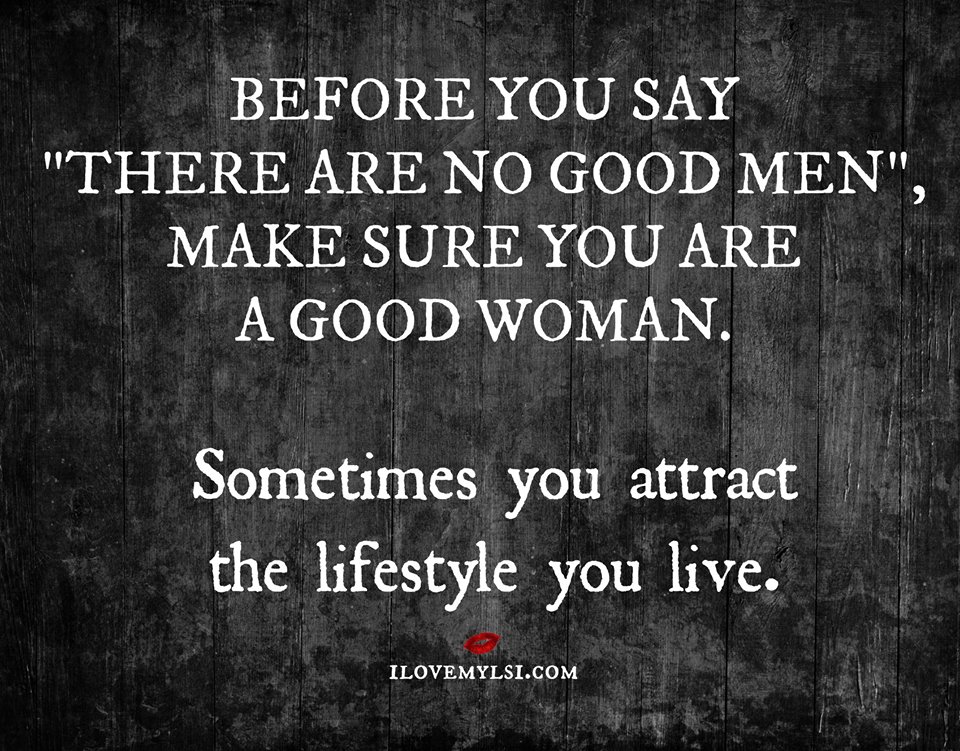 BEFORE YOU SAY
"THERE ARE NO GOOD MEN",
MAKE SURE YOU ARE
A GOOD WOMAN.
Sometimes you attract
the lifestyle you live.
ILOVEMYLSI.COM